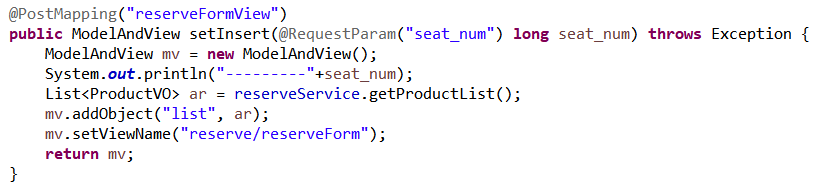 @PostMapping("reserveFormView")
public ModelAndView setInsert(@RequestParam("seat_num") long seat_num) throws Exception {
    ModelAndView mv = new ModelAndView();
    System.out.println("---------"+seat_num);
    List<ProductVO> ar = reserveService.getProductList();
    mv.addObject("list", ar);
    mv.setViewName("reserve/reserveForm");
    return mv;
}